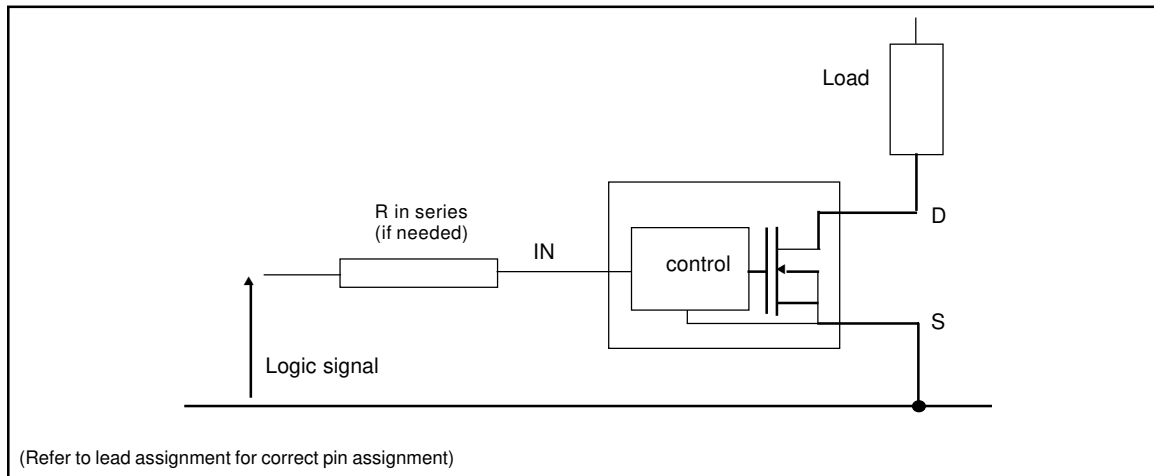 Load
R in series
(if needed)
IN
D
control
S
Logic signal
(Refer to lead assignment for correct pin assignment)